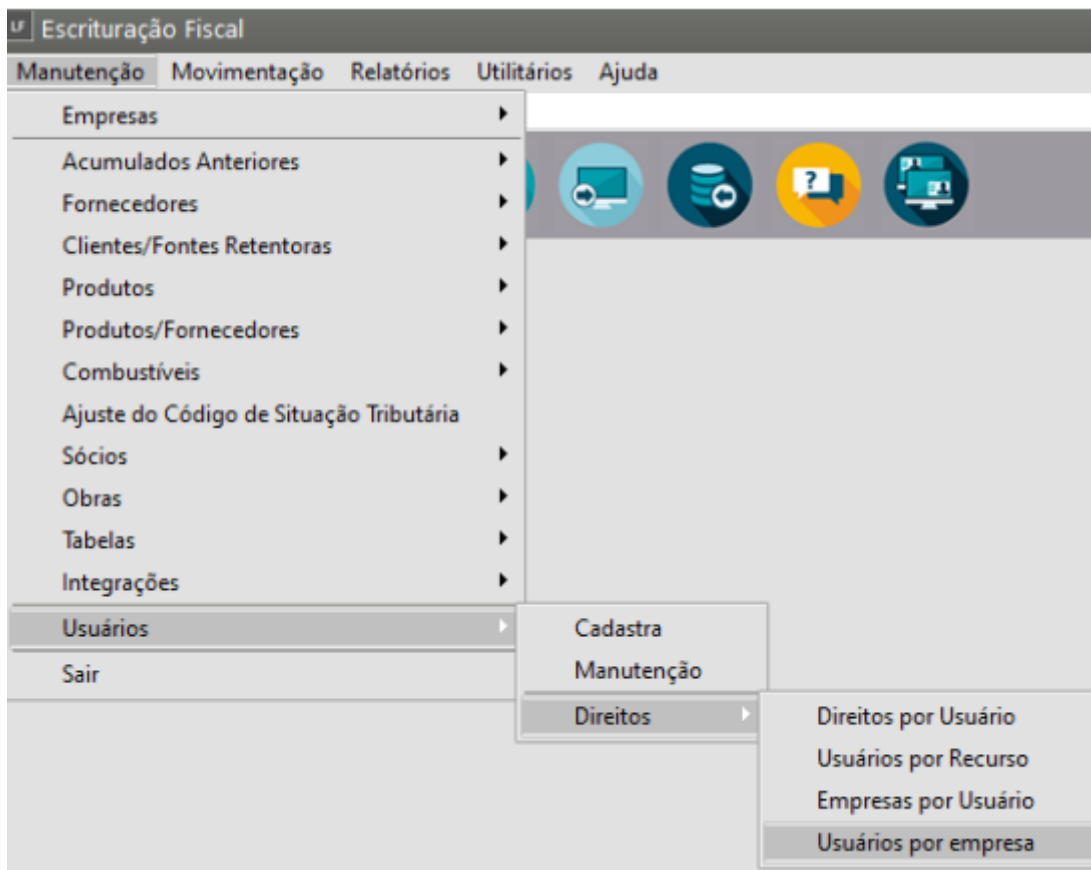 LF Escrituração Fiscal
Manutenção Movimentação Relatórios Utilitários Ajuda
Empresas
Acumulados Anteriores
Fornecedores
Clientes/Fontes Retentoras
Produtos
Produtos/Fornecedores
Combustíveis
Ajuste do Código de Situação Tributária
Sócios
Obras
Tabelas
Integrações
Usuários
Sair
Cadastra
Manutenção
Direitos
Direitos por Usuário
Usuários por Recurso
Empresas por Usuário
Usuários por empresa
?